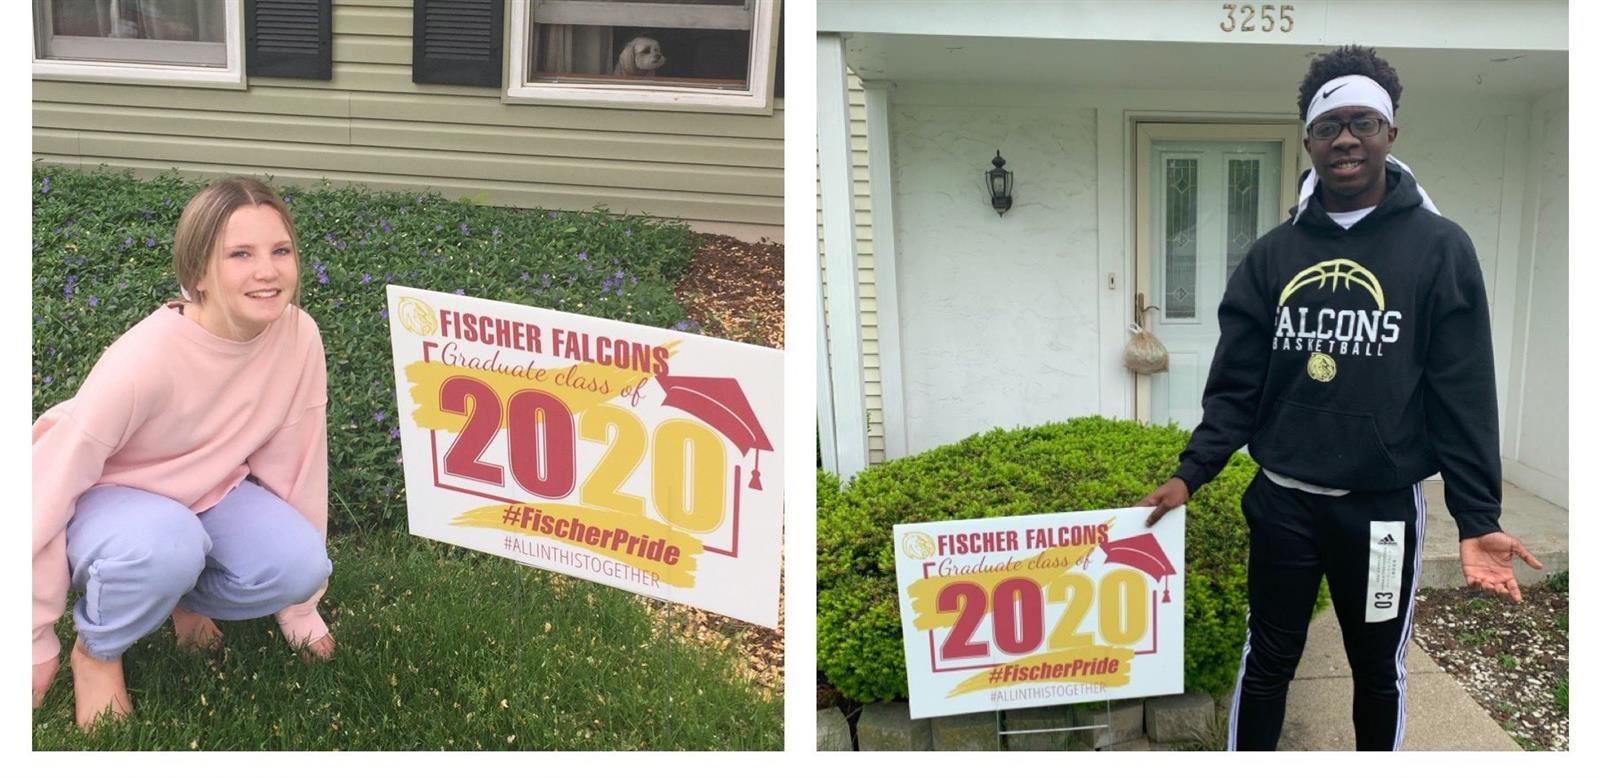 FISCHER FALCONS
Graduate class of
2020
#FischerPride
#ALLINTHISTOGETHER
3255
FALCONS
BASKETBALL
FISCHER FALCONS
Graduate class of
2020
#FischerPride
#ALLINTHISTOGETHER
adidas
03